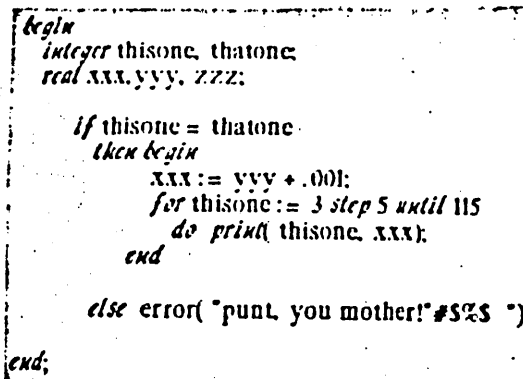 begin
integer thisone, thatone;
real xxx, yyy, zzz;
if thisone = thatone
then begin
xxx := yyy + .001;
for thisone := 3 step 5 until 115
do print( thisone, xxx);
end
else error( "punt, you mother!"#$%$ ")
end;